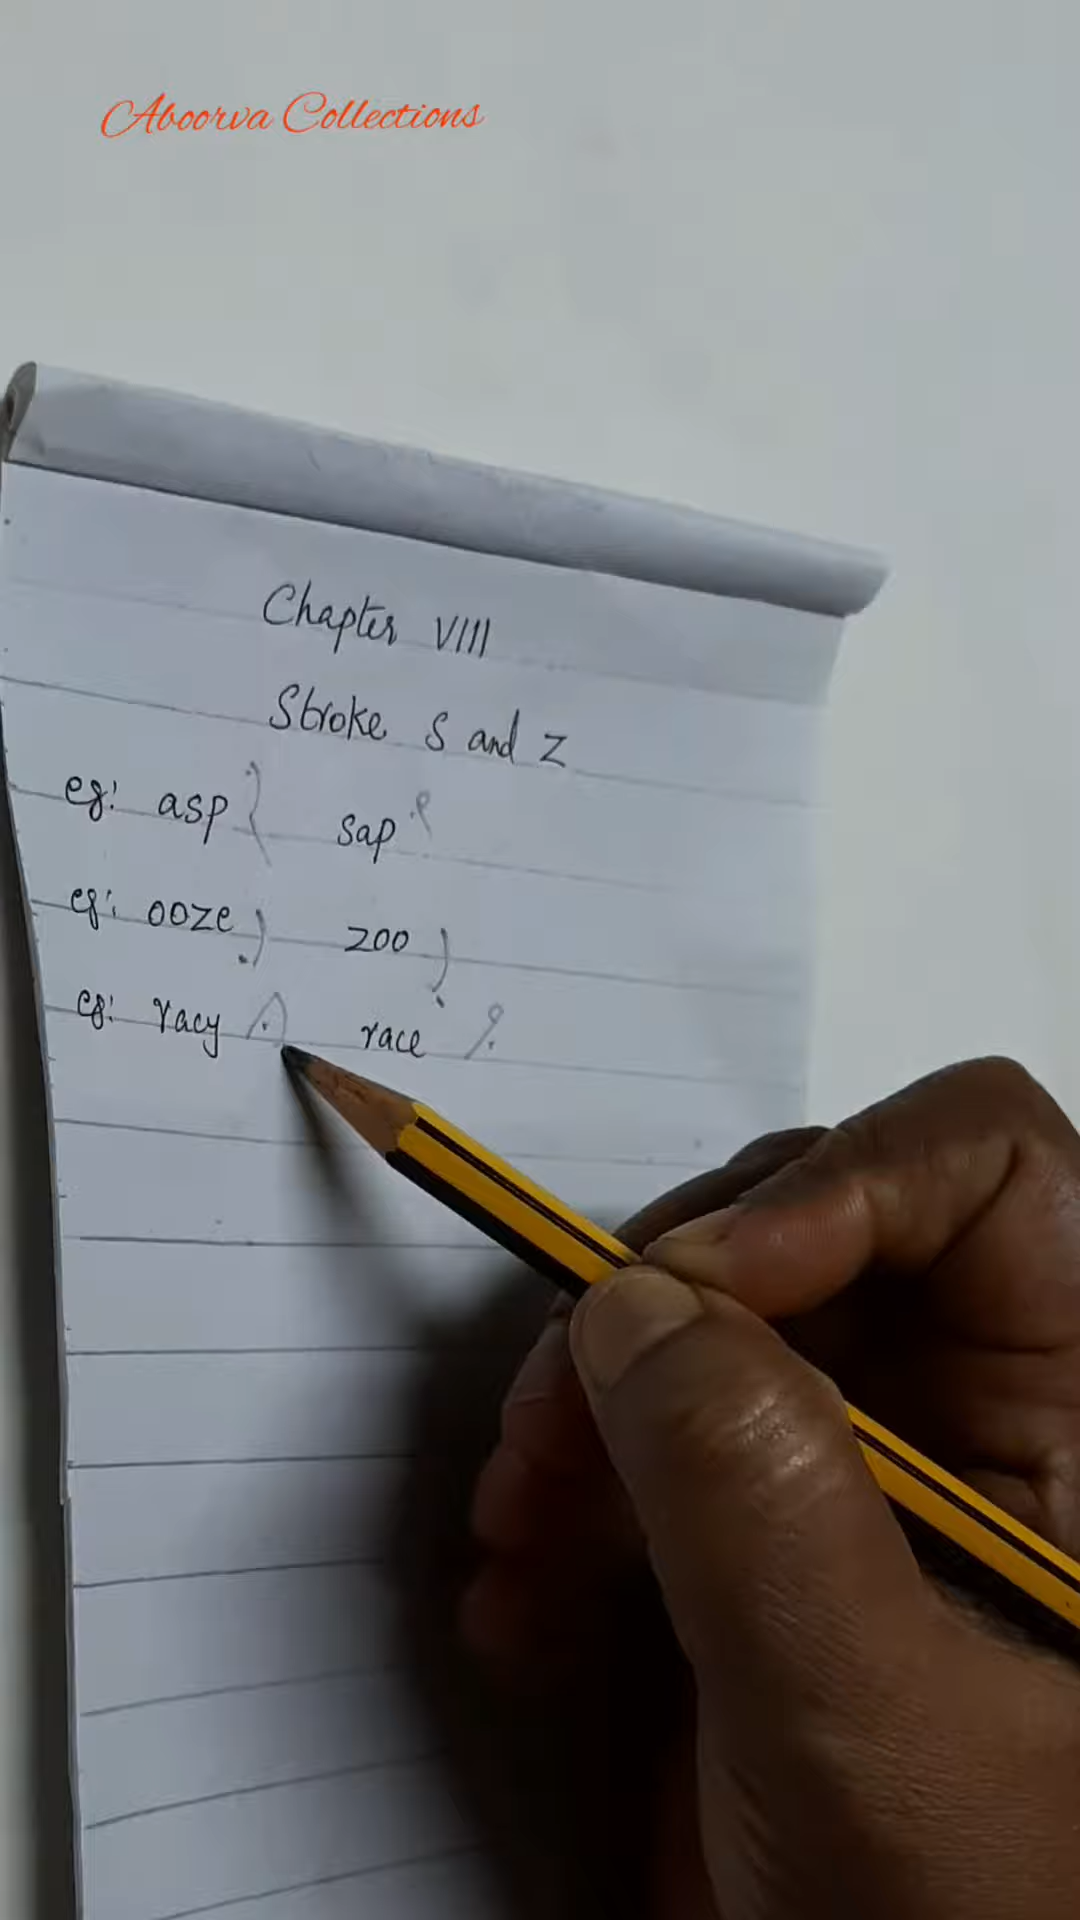 Aboorva Collections
Chapter VIII
Stroke S and Z
eg: asp sap
eg: ooze zoo
eg: racy race